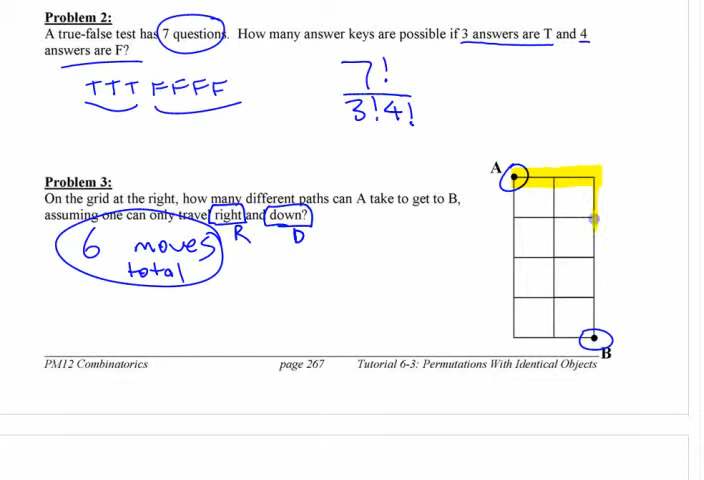 Problem 2:
A true-false test has 7 questions. How many answer keys are possible if 3 answers are T and 4
answers are F?
TTT FFFF
7!
3!4!
A
Problem 3:
On the grid at the right, how many different paths can A take to get to B,
assuming one can only travel right and down?
R D
6 moves
total
B
PM12 Combinatorics page 267 Tutorial 6-3: Permutations With Identical Objects